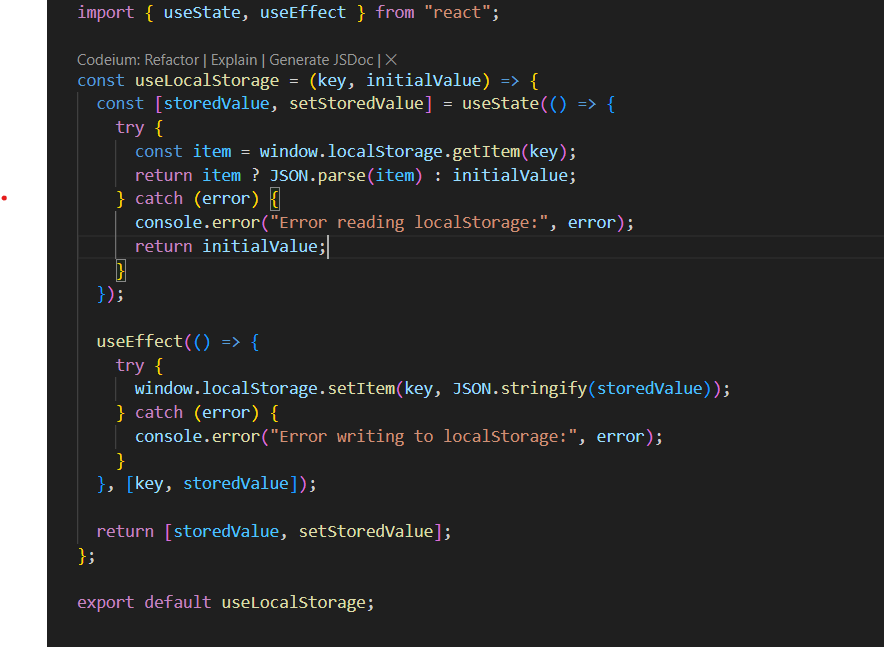 import { useState, useEffect } from "react";
Codeium: Refactor | Explain | Generate JSDoc | ✕
const useLocalStorage = (key, initialValue) => {
  const [storedValue, setStoredValue] = useState(() => {
    try {
      const item = window.localStorage.getItem(key);
      return item ? JSON.parse(item) : initialValue;
    } catch (error) {
      console.error("Error reading localStorage:", error);
      return initialValue;
    }
  });
  useEffect(() => {
    try {
      window.localStorage.setItem(key, JSON.stringify(storedValue));
    } catch (error) {
      console.error("Error writing to localStorage:", error);
    }
  }, [key, storedValue]);
  return [storedValue, setStoredValue];
};
export default useLocalStorage;